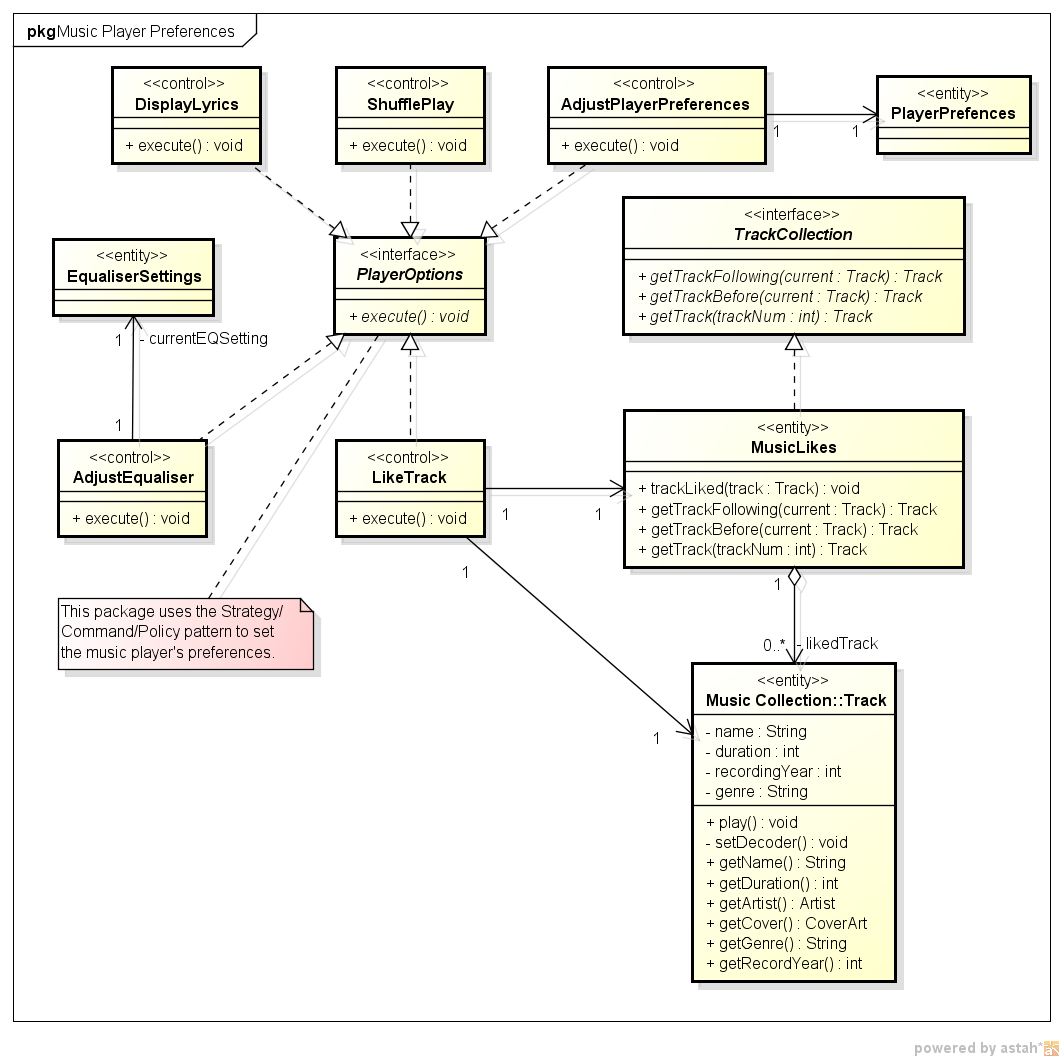 pkg Music Player Preferences
<<control>>
DisplayLyrics
+ execute() : void
<<control>>
ShufflePlay
+ execute() : void
<<control>>
AdjustPlayerPreferences
+ execute() : void
1
1
<<entity>>
PlayerPrefences
<<entity>>
EqualiserSettings
<<interface>>
PlayerOptions
+ execute() : void
<<interface>>
TrackCollection
+ getTrackFollowing(current : Track) : Track
+ getTrackBefore(current : Track) : Track
+ getTrack(trackNum : int) : Track
1
- currentEQSetting
1
<<control>>
AdjustEqualiser
+ execute() : void
<<control>>
LikeTrack
+ execute() : void
1
1
<<entity>>
MusicLikes
+ trackLiked(track : Track) : void
+ getTrackFollowing(current : Track) : Track
+ getTrackBefore(current : Track) : Track
+ getTrack(trackNum : int) : Track
1
1
This package uses the Strategy/
Command/Policy pattern to set
the music player's preferences.
0..*
- likedTrack
1
<<entity>>
Music Collection::Track
- name : String
- duration : int
- recordingYear : int
- genre : String
+ play() : void
- setDecoder() : void
+ getName() : String
+ getDuration() : int
+ getArtist() : Artist
+ getCover() : CoverArt
+ getGenre() : String
+ getRecordYear() : int
powered by astah*